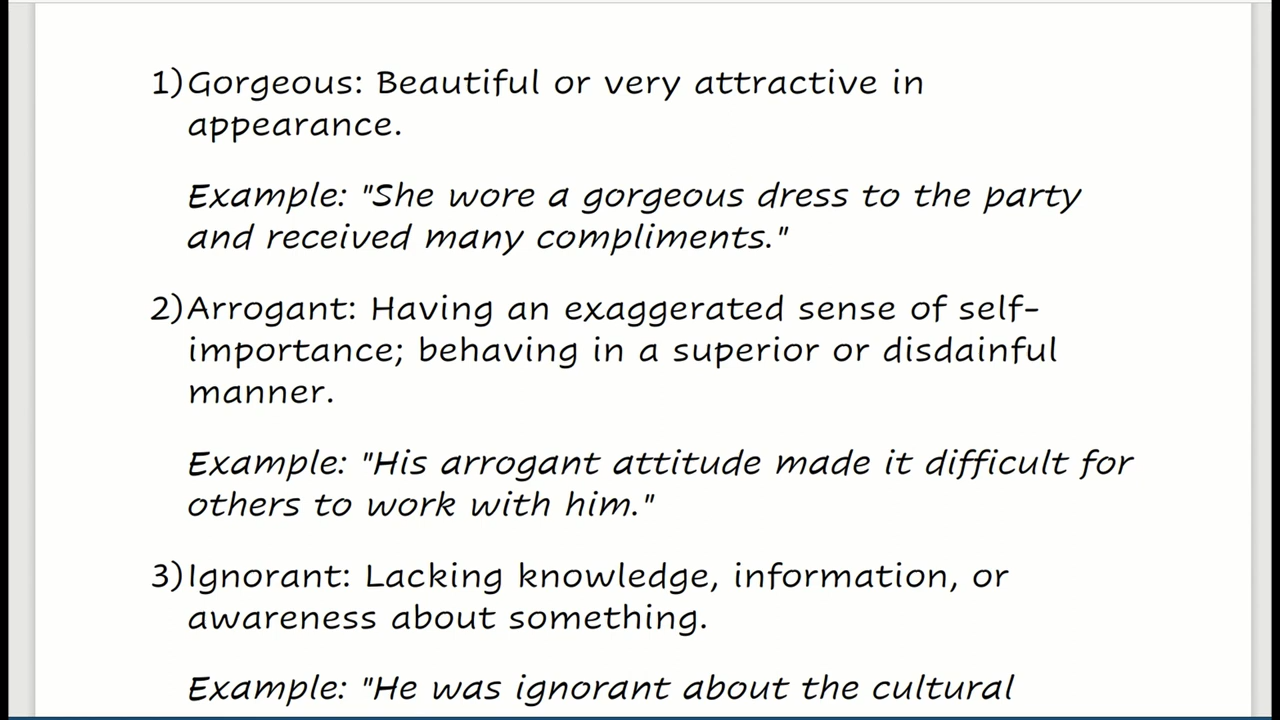 1) Gorgeous: Beautiful or very attractive in
appearance.
Example: "She wore a gorgeous dress to the party
and received many compliments."
2) Arrogant: Having an exaggerated sense of self-
importance; behaving in a superior or disdainful
manner.
Example: "His arrogant attitude made it difficult for
others to work with him."
3) Ignorant: Lacking knowledge, information, or
awareness about something.
Example: "He was ignorant about the cultural